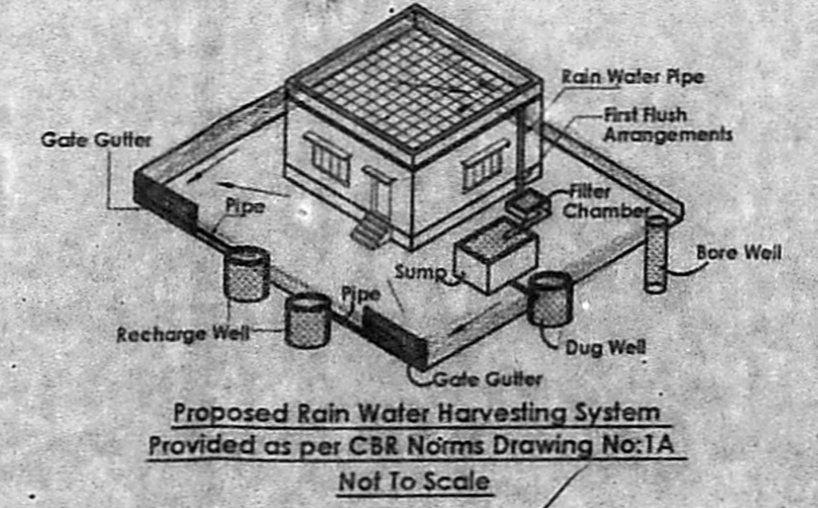 Rain Water Pipe
First Flush
Arrangements
Gate Gutter
Filter
Chamber
Pipe
Bore Well
Sump
Pipe
Recharge Well
Dug Well
Gate Gutter
Proposed Rain Water Harvesting System
Provided as per CBR Norms Drawing No:1A
Not To Scale